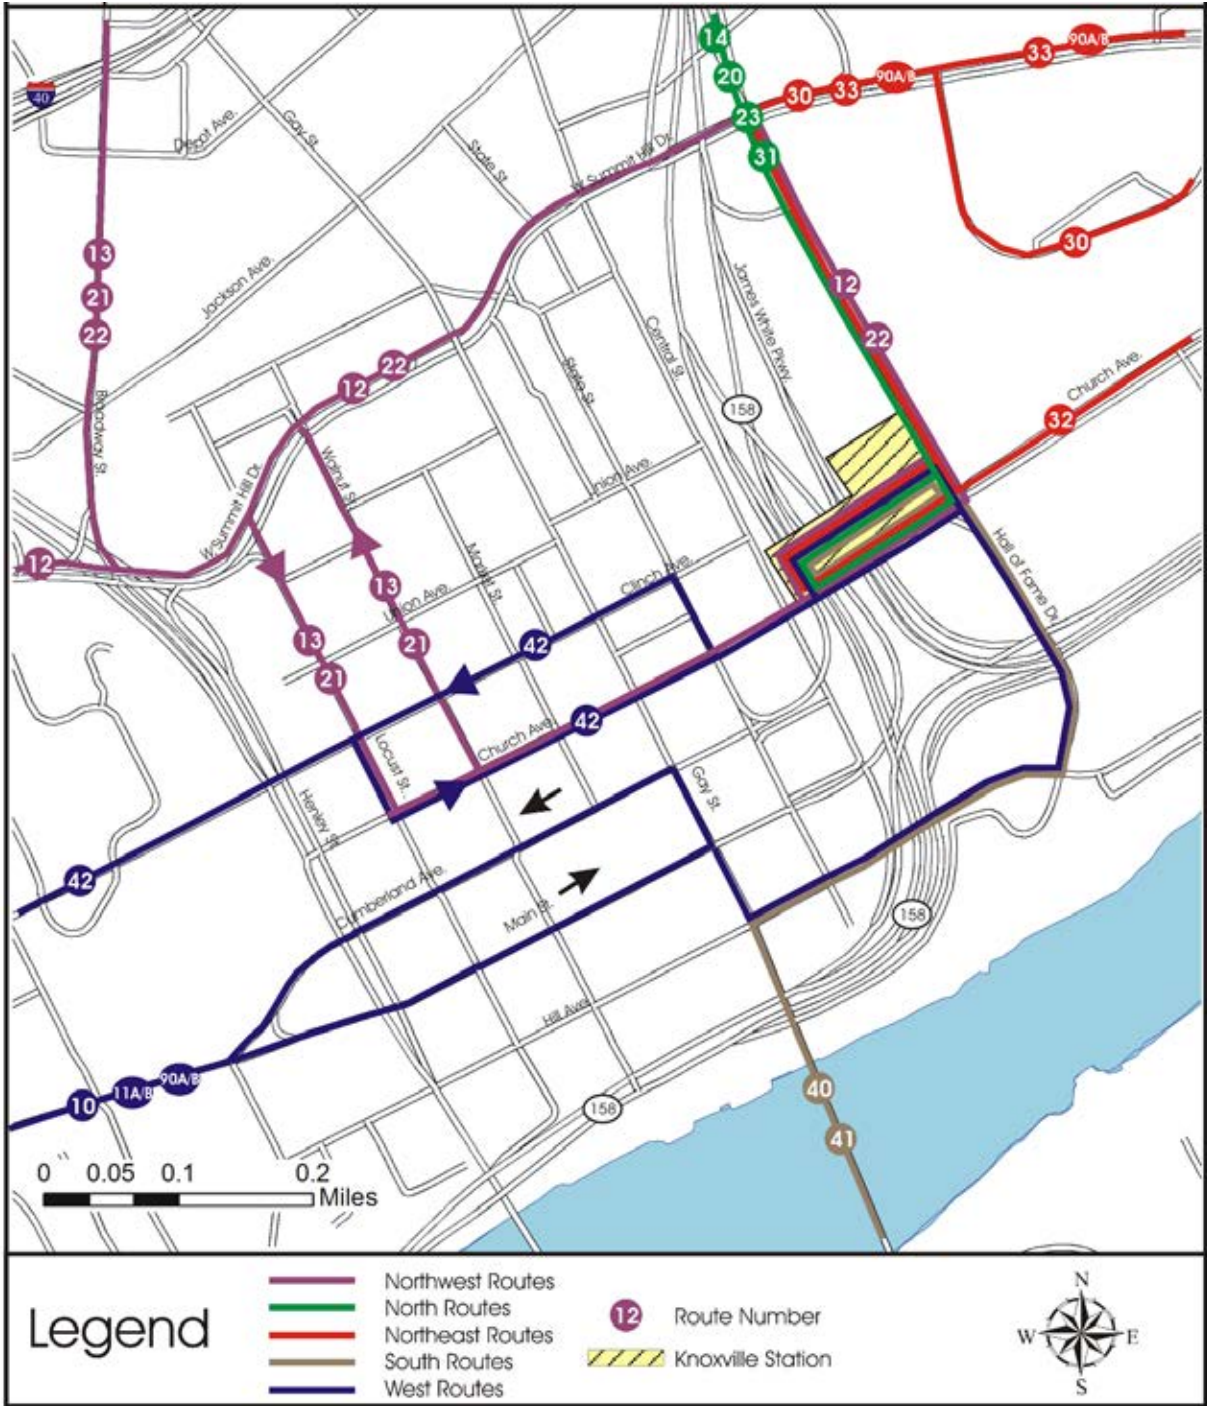 14
33
90A/B
20
90A/B
33
30
40
23
Depot Ave.
Gay St.
State St.
31
W Summit Hill Dr.
13
30
Jackson Ave.
James White Pkwy.
12
21
22
22
Central St.
22
12
State St.
Church Ave.
158
32
Broadway St.
Walnut St.
W Summit Hill Dr.
Union Ave.
Hall of Fame Dr.
12
Market St.
Clinch Ave.
13
Union Ave.
13
21
42
21
42
Church Ave.
Locust St.
Gay St.
Henley St.
42
Cumberland Ave.
Main St.
158
Hill Ave.
90A/B
11A/B
10
40
158
41
0 0.05 0.1 0.2
Miles
Legend
Northwest Routes
North Routes
Northeast Routes
South Routes
West Routes
12 Route Number
Knoxville Station
N
W E
S